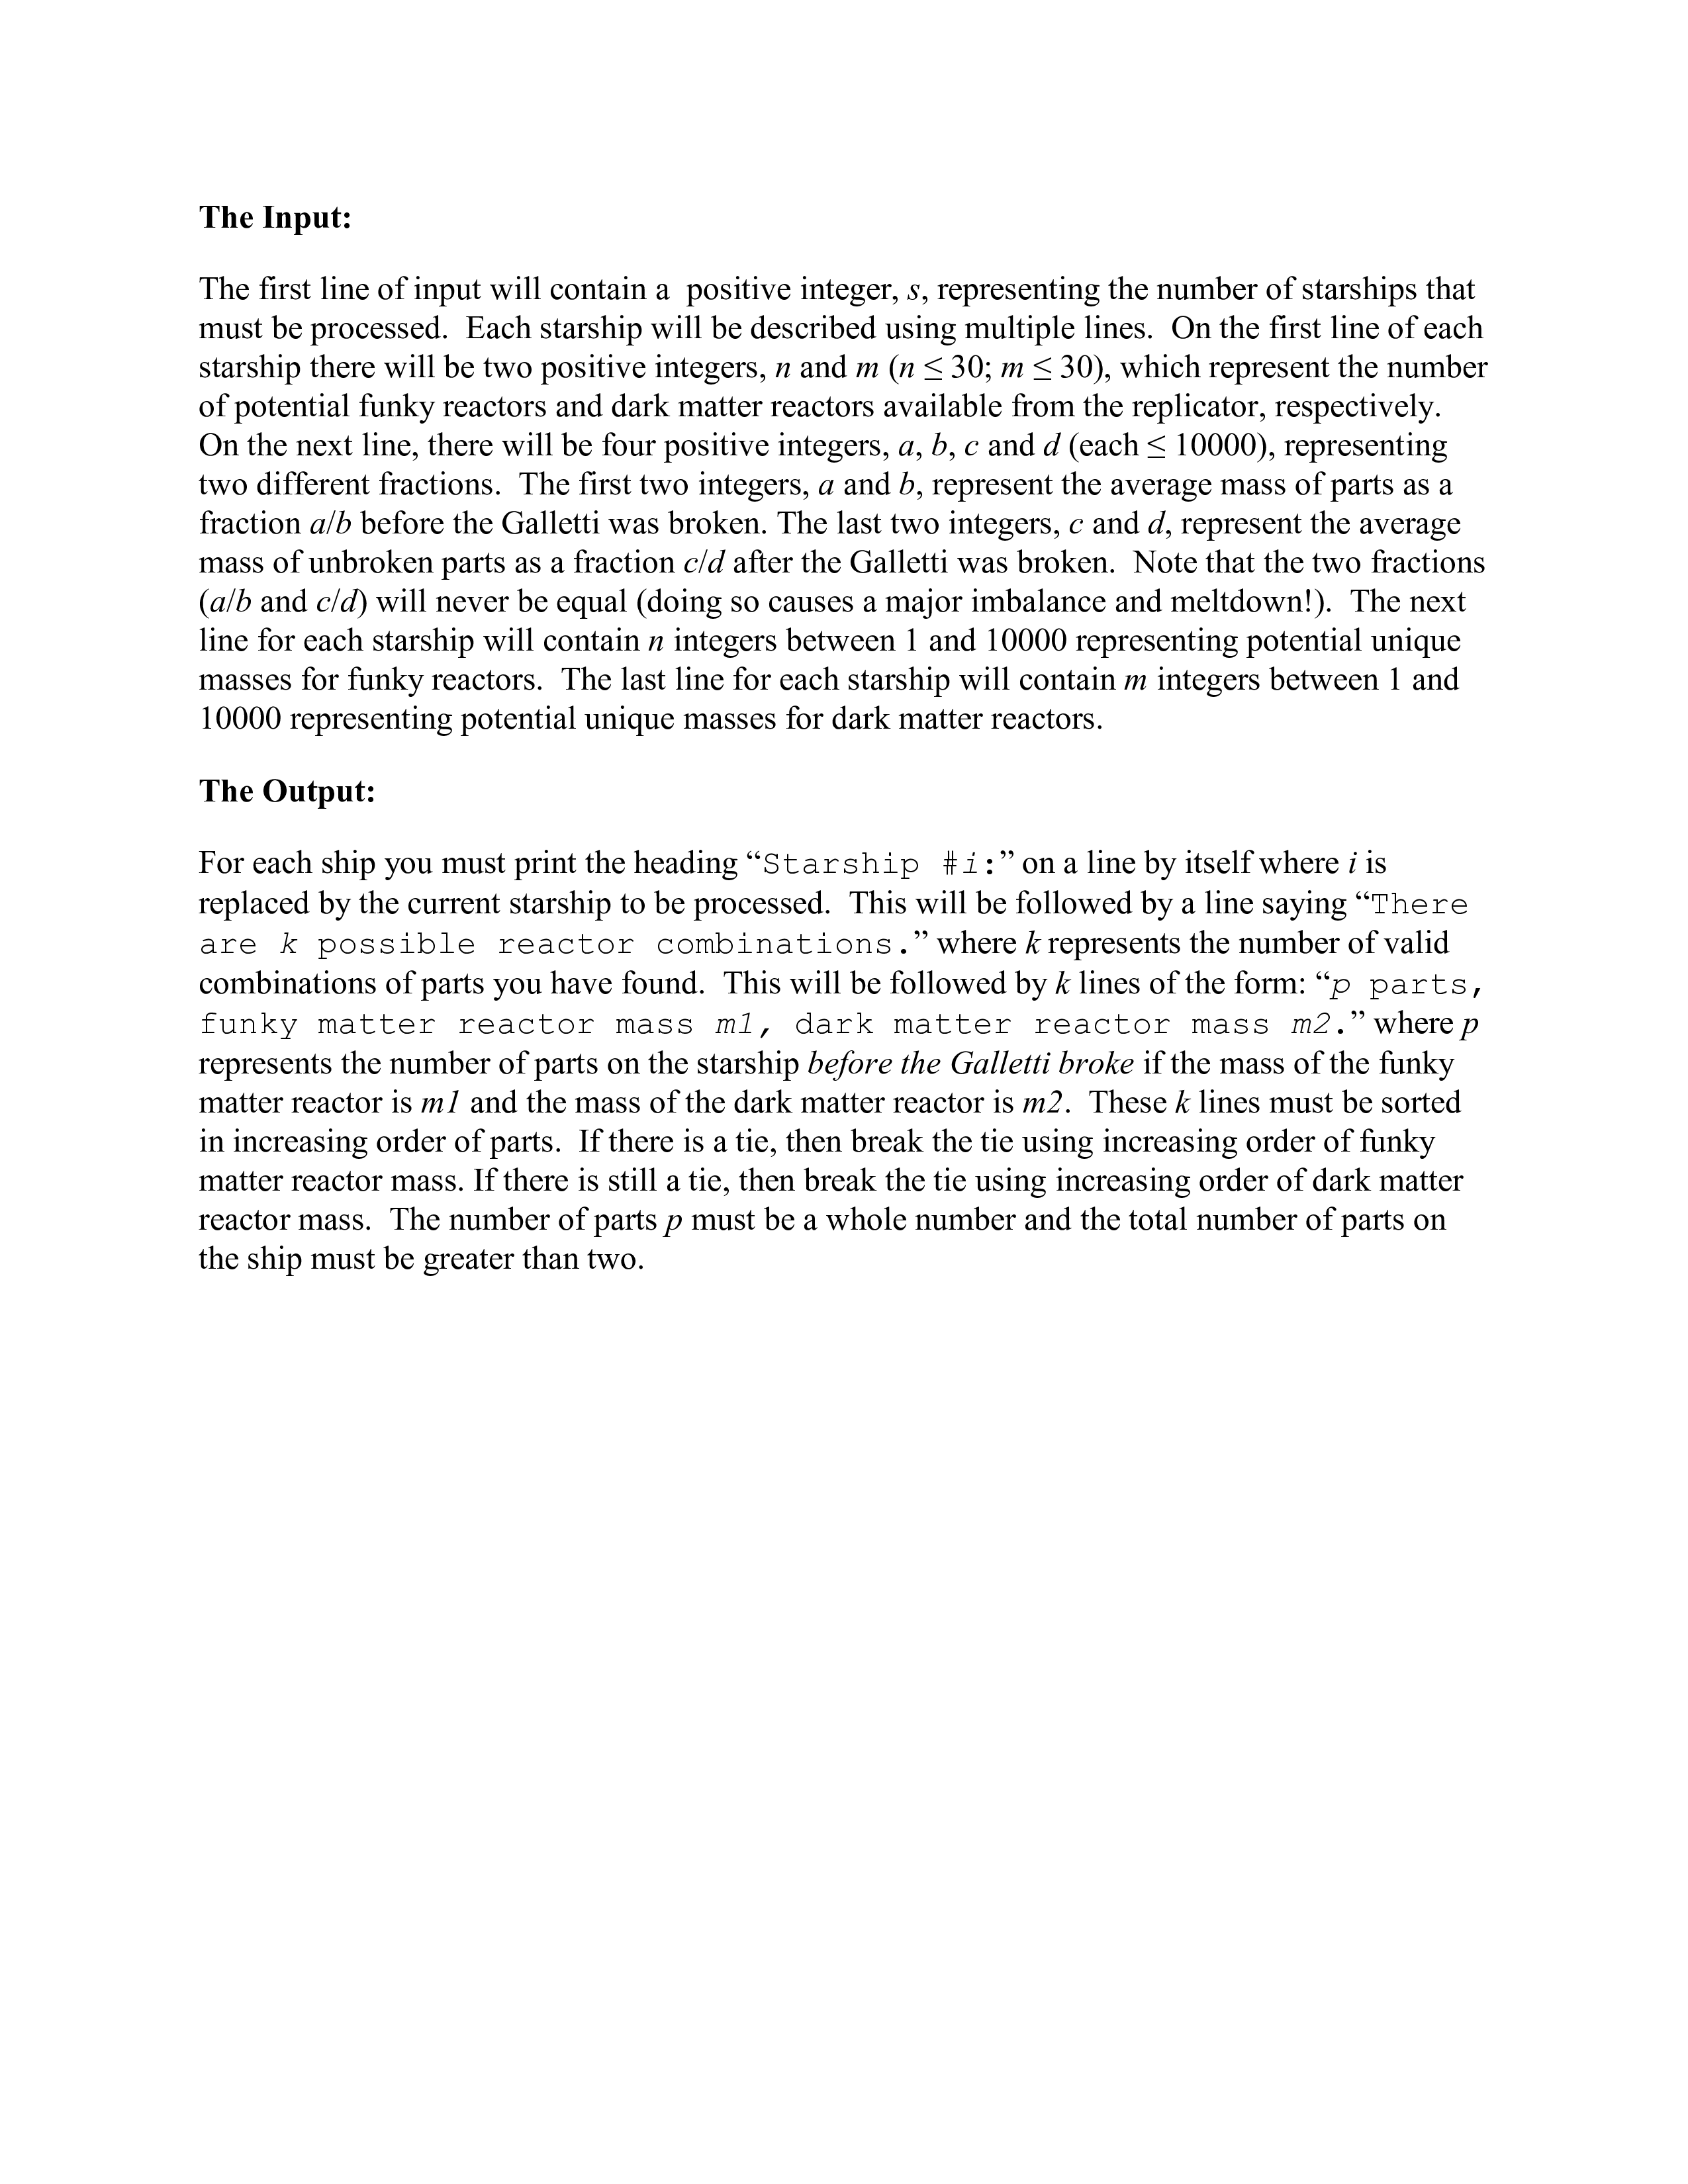 The Input:
The first line of input will contain a  positive integer, s, representing the number of starships that
must be processed.  Each starship will be described using multiple lines.  On the first line of each
starship there will be two positive integers, n and m (n ≤ 30; m ≤ 30), which represent the number
of potential funky reactors and dark matter reactors available from the replicator, respectively.
On the next line, there will be four positive integers, a, b, c and d (each ≤ 10000), representing
two different fractions.  The first two integers, a and b, represent the average mass of parts as a
fraction a/b before the Galletti was broken. The last two integers, c and d, represent the average
mass of unbroken parts as a fraction c/d after the Galletti was broken.  Note that the two fractions
(a/b and c/d) will never be equal (doing so causes a major imbalance and meltdown!).  The next
line for each starship will contain n integers between 1 and 10000 representing potential unique
masses for funky reactors.  The last line for each starship will contain m integers between 1 and
10000 representing potential unique masses for dark matter reactors.
The Output:
For each ship you must print the heading “Starship #i:” on a line by itself where i is
replaced by the current starship to be processed.  This will be followed by a line saying “There
are k possible reactor combinations.” where k represents the number of valid
combinations of parts you have found.  This will be followed by k lines of the form: “p parts,
funky matter reactor mass m1, dark matter reactor mass m2.” where p
represents the number of parts on the starship before the Galletti broke if the mass of the funky
matter reactor is m1 and the mass of the dark matter reactor is m2.  These k lines must be sorted
in increasing order of parts.  If there is a tie, then break the tie using increasing order of funky
matter reactor mass. If there is still a tie, then break the tie using increasing order of dark matter
reactor mass.  The number of parts p must be a whole number and the total number of parts on
the ship must be greater than two.